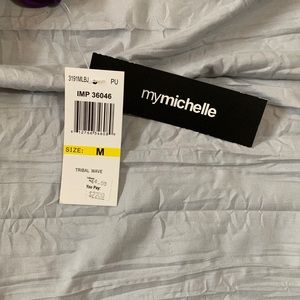 3191MLBJ PU
IMP 36046
mymichelle
SIZE: M
TRIBAL WAVE
You Pay: